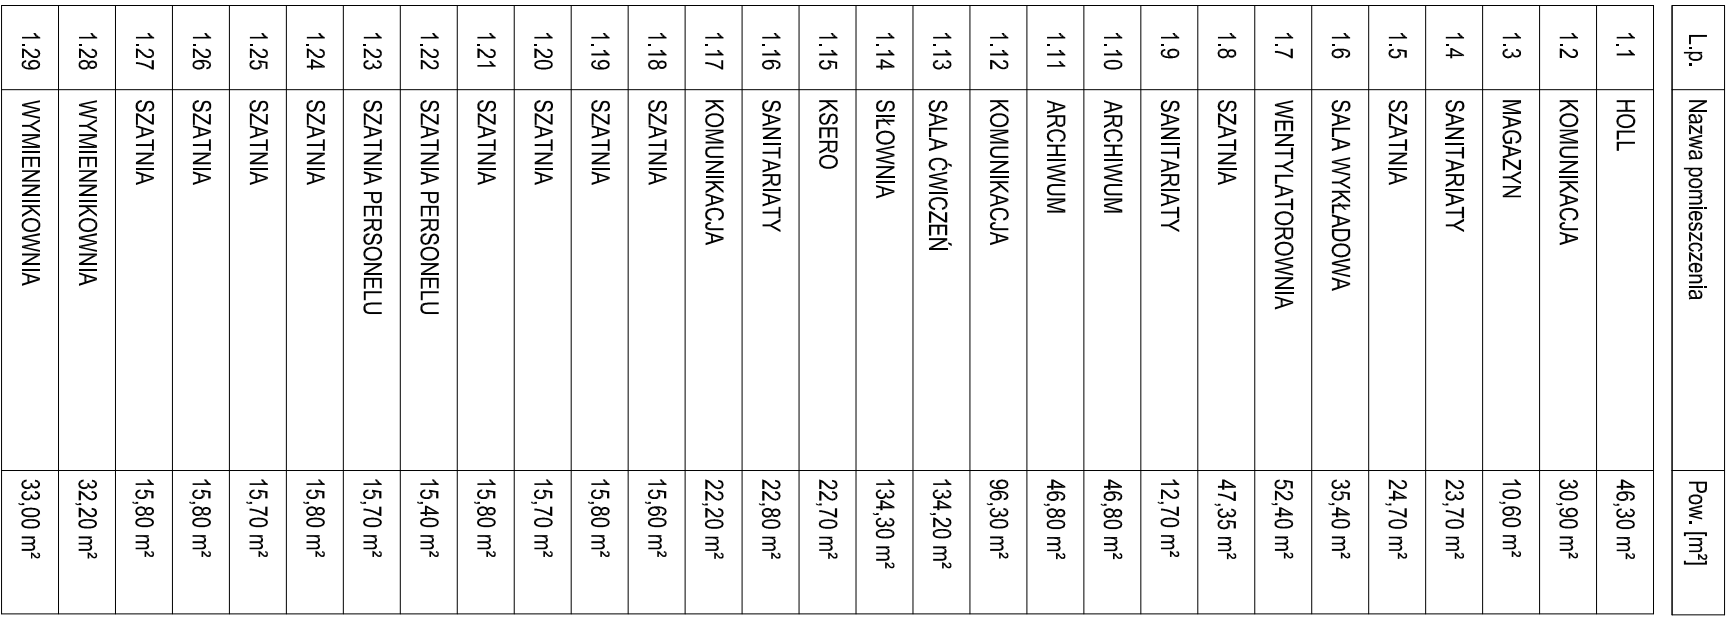 L.p. Nazwa pomieszczenia Pow. [m²]
1.1 HOLL 46,30 m²
1.2 KOMUNIKACJA 30,90 m²
1.3 MAGAZYN 10,60 m²
1.4 SANITARIATY 23,70 m²
1.5 SZATNIA 24,70 m²
1.6 SALA WYKŁADOWA 35,40 m²
1.7 WENTYLATOROWNIA 52,40 m²
1.8 SZATNIA 47,35 m²
1.9 SANITARIATY 12,70 m²
1.10 ARCHIWUM 46,80 m²
1.11 ARCHIWUM 46,80 m²
1.12 KOMUNIKACJA 96,30 m²
1.13 SALA ĆWICZEŃ 134,20 m²
1.14 SIŁOWNIA 134,30 m²
1.15 KSERO 22,70 m²
1.16 SANITARIATY 22,80 m²
1.17 KOMUNIKACJA 22,20 m²
1.18 SZATNIA 15,60 m²
1.19 SZATNIA 15,80 m²
1.20 SZATNIA 15,70 m²
1.21 SZATNIA 15,80 m²
1.22 SZATNIA PERSONELU 15,40 m²
1.23 SZATNIA PERSONELU 15,70 m²
1.24 SZATNIA 15,80 m²
1.25 SZATNIA 15,70 m²
1.26 SZATNIA 15,80 m²
1.27 SZATNIA 15,80 m²
1.28 WYMIENNIKOWNIA 32,20 m²
1.29 WYMIENNIKOWNIA 33,00 m²